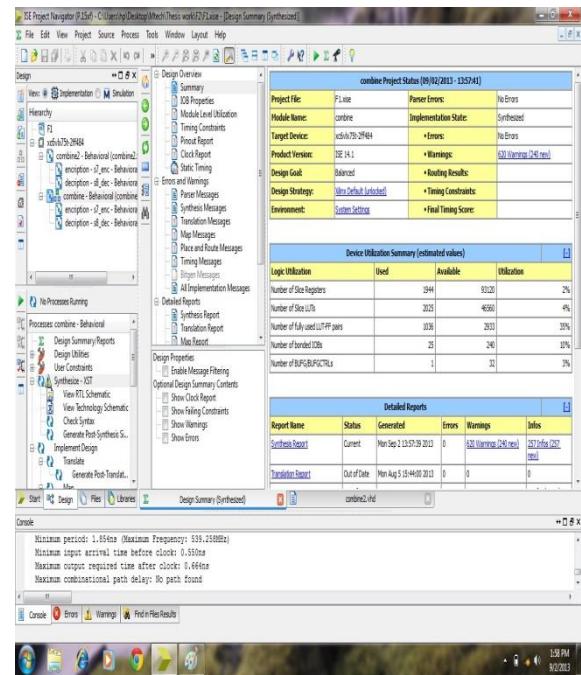 ISE Project Navigator (P.15xf) - C:\Users\hp\Desktop\Mtech\Thesis work\F2\F1.xise - [Design Summary (Synthesized)]
File Edit View Project Source Process Tools Window Layout Help
Design
View: Implementation Simulation
Hierarchy
F1
xc6vlx75t-2ff484
combine2 - Behavioral (combine2.
encription - s7_enc - Behavora
decription - s8_dec - Behavora
combine - Behavioral (combine
encription - s7_enc - Behavora
decription - s8_dec - Behavora
No Processes Running
Processes: combine - Behavioral
Design Summary/Reports
Design Utilities
User Constraints
Synthesize - XST
View RTL Schematic
View Technology Schematic
Check Syntax
Generate Post-Synthesis Si...
Implement Design
Translate
Generate Post-Translat...
Map
Start Design Files Libraries
Design Overview
Summary
IOB Properties
Module Level Utilization
Timing Constraints
Pinout Report
Clock Report
Static Timing
Errors and Warnings
Parser Messages
Synthesis Messages
Translation Messages
Map Messages
Place and Route Messages
Timing Messages
Bitgen Messages
All Implementation Messages
Detailed Reports
Synthesis Report
Translation Report
Map Report
Design Properties
Enable Message Filtering
Optional Design Summary Contents
Show Clock Report
Show Failing Constraints
Show Warnings
Show Errors
combine Project Status (09/02/2013 - 13:57:41)
Project File: F1.xise Parser Errors: No Errors
Module Name: combine Implementation State: Synthesized
Target Device: xc6vlx75t-2ff484 • Errors: No Errors
Product Version: ISE 14.1 • Warnings: 620 Warnings (240 new)
Design Goal: Balanced • Routing Results:
Design Strategy: Xilinx Default (unlocked) • Timing Constraints:
Environment: System Settings • Final Timing Score:
Device Utilization Summary (estimated values) [-]
Logic Utilization Used Available Utilization
Number of Slice Registers 1944 93120 2%
Number of Slice LUTs 2025 46560 4%
Number of fully used LUT-FF pairs 1036 2933 35%
Number of bonded IOBs 25 240 10%
Number of BUFG/BUFGCTRLs 1 32 3%
Detailed Reports [-]
Report Name Status Generated Errors Warnings Infos
Synthesis Report Current Mon Sep 2 13:57:39 2013 0 620 Warnings (240 new) 257 Infos (257 new)
Translation Report Out of Date Mon Aug 5 15:44:00 2013 0 0 0
Design Summary (Synthesized) combine2.vhd
Console
Minimum period: 1.854ns (Maximum Frequency: 539.258MHz)
Minimum input arrival time before clock: 0.550ns
Maximum output required time after clock: 0.664ns
Maximum combinational path delay: No path found
Console Errors Warnings Find in Files Results
1:58 PM
9/2/2013